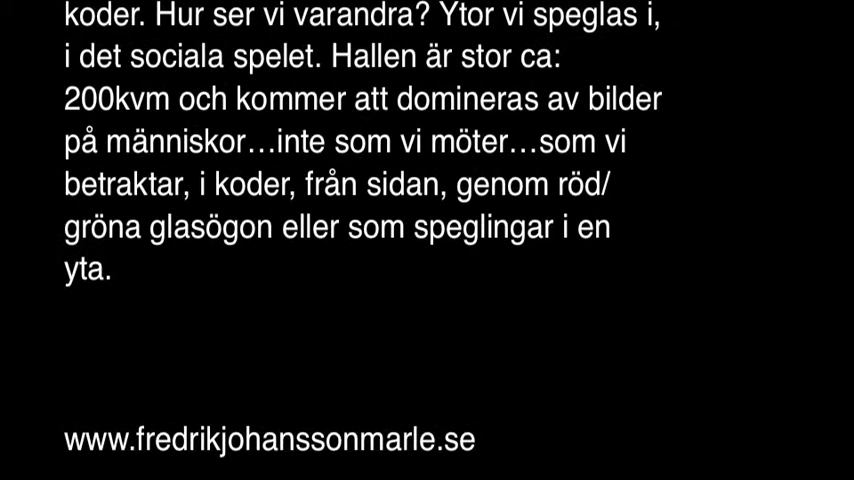 koder. Hur ser vi varandra? Ytor vi speglas i,
i det sociala spelet. Hallen är stor ca:
200kvm och kommer att domineras av bilder
på människor…inte som vi möter…som vi
betraktar, i koder, från sidan, genom röd/
gröna glasögon eller som speglingar i en
yta.
www.fredrikjohanssonmarle.se